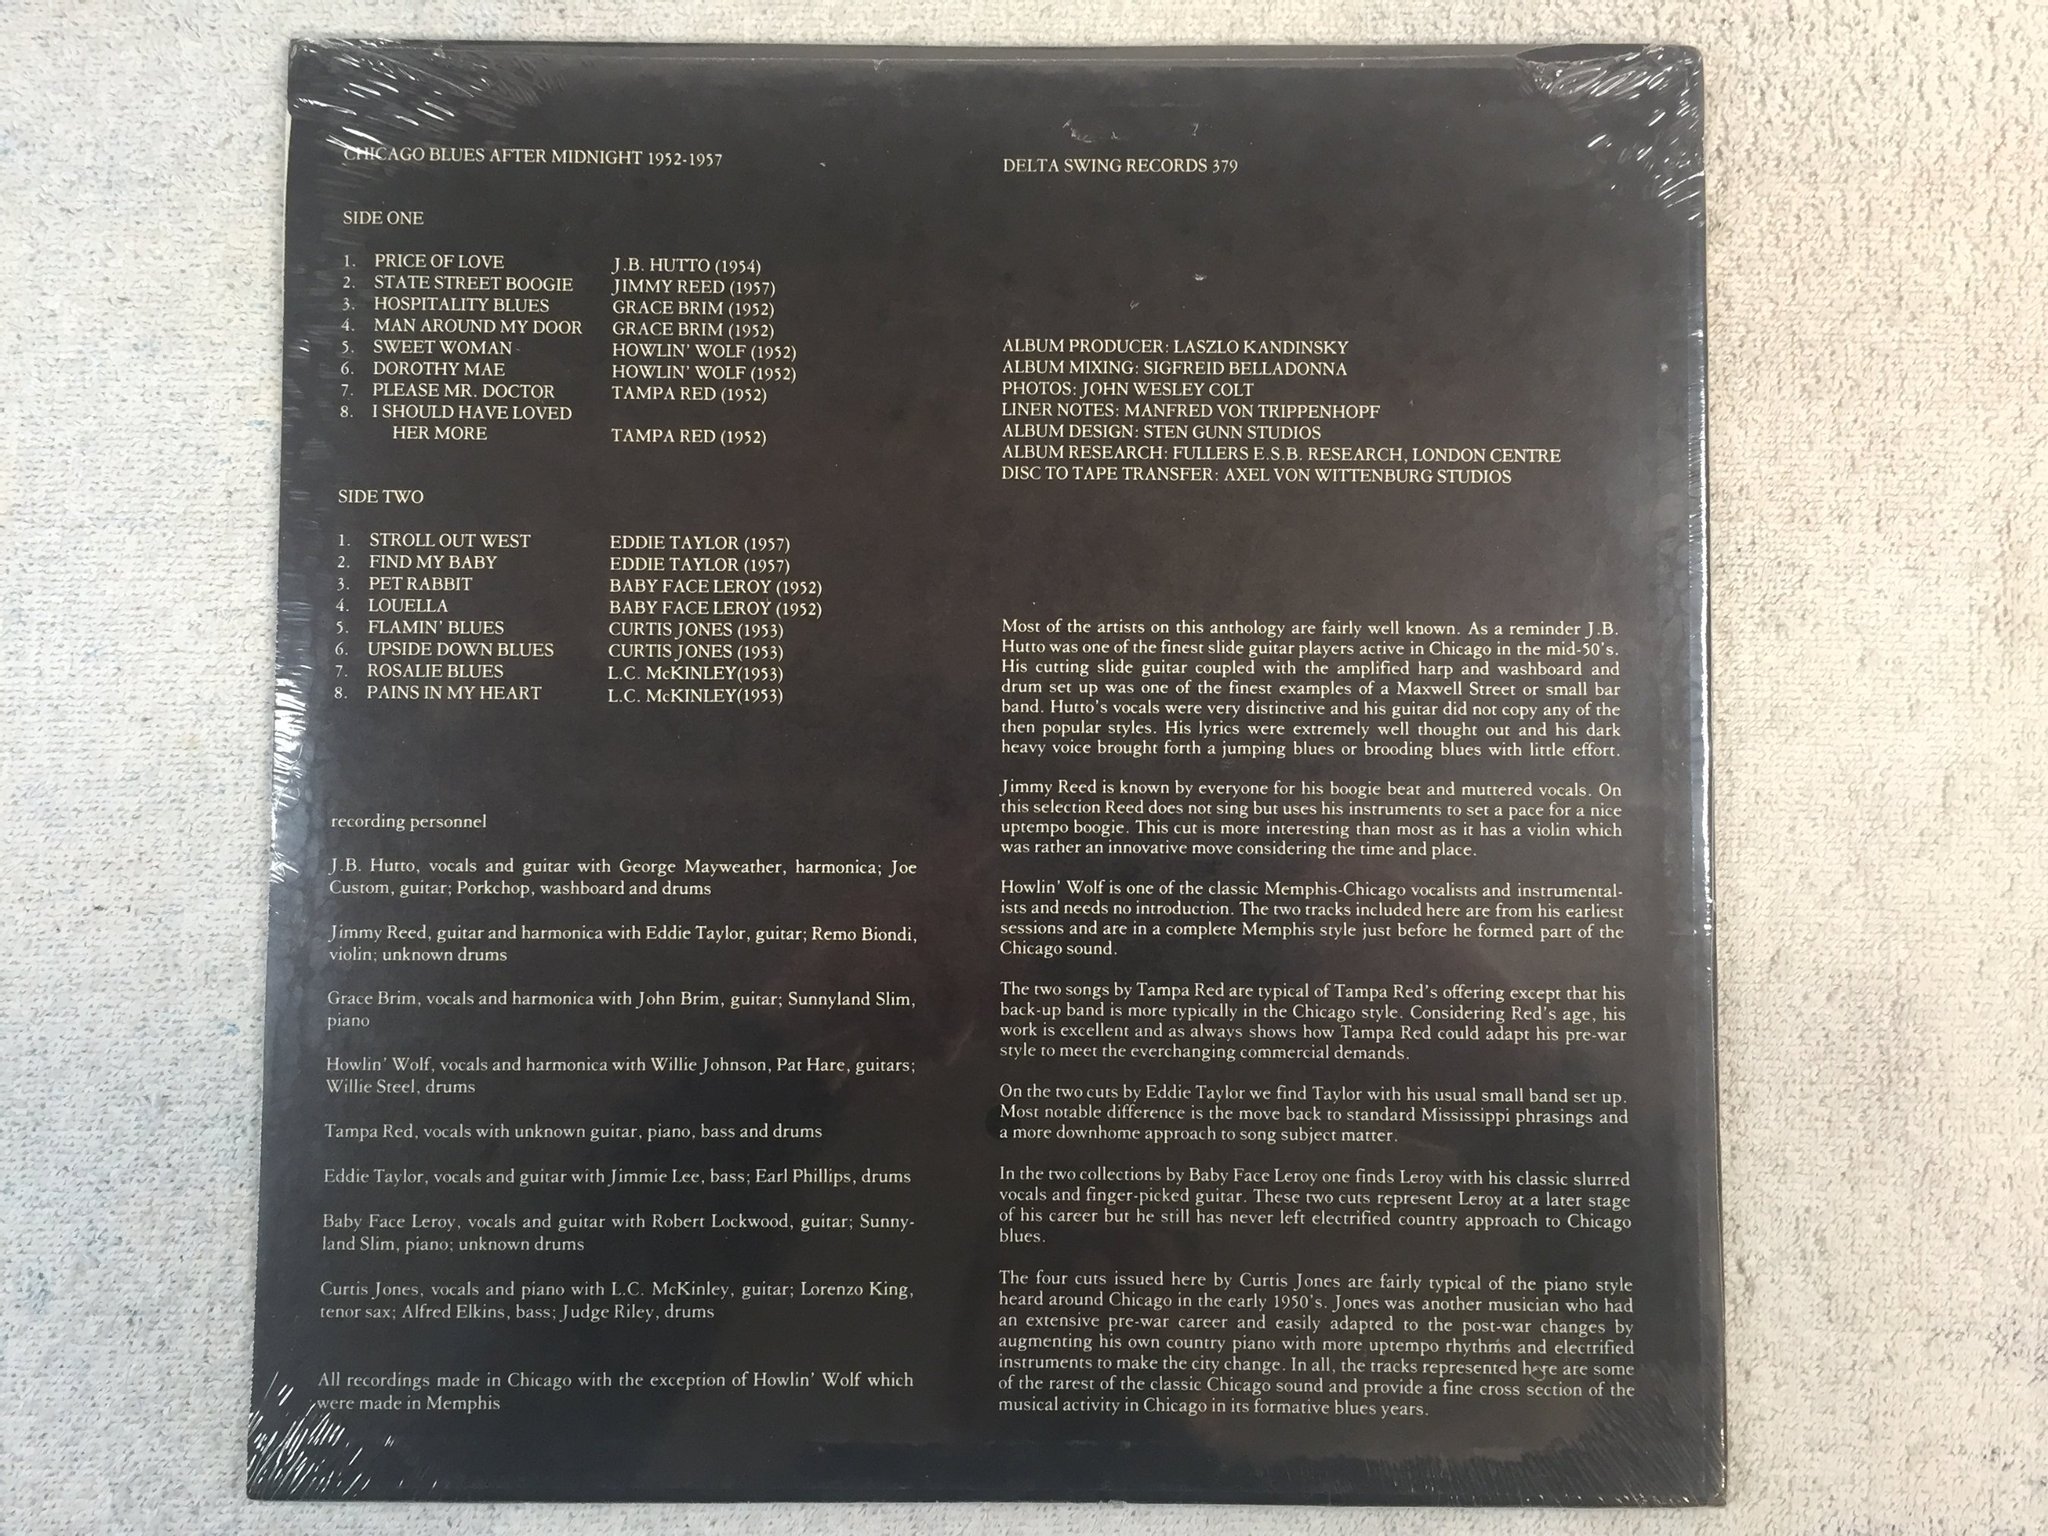 CHICAGO BLUES AFTER MIDNIGHT 1952-1957
SIDE ONE
1. PRICE OF LOVE J.B. HUTTO (1954)
2. STATE STREET BOOGIE JIMMY REED (1957)
3. HOSPITALITY BLUES GRACE BRIM (1952)
4. MAN AROUND MY DOOR GRACE BRIM (1952)
5. SWEET WOMAN HOWLIN' WOLF (1952)
6. DOROTHY MAE HOWLIN' WOLF (1952)
7. PLEASE MR. DOCTOR TAMPA RED (1952)
8. I SHOULD HAVE LOVED
HER MORE TAMPA RED (1952)
SIDE TWO
1. STROLL OUT WEST EDDIE TAYLOR (1957)
2. FIND MY BABY EDDIE TAYLOR (1957)
3. PET RABBIT BABY FACE LEROY (1952)
4. LOUELLA BABY FACE LEROY (1952)
5. FLAMIN' BLUES CURTIS JONES (1953)
6. UPSIDE DOWN BLUES CURTIS JONES (1953)
7. ROSALIE BLUES L.C. McKINLEY(1953)
8. PAINS IN MY HEART L.C. McKINLEY(1953)
recording personnel
J.B. Hutto, vocals and guitar with George Mayweather, harmonica; Joe
Custom, guitar; Porkchop, washboard and drums
Jimmy Reed, guitar and harmonica with Eddie Taylor, guitar; Remo Biondi,
violin; unknown drums
Grace Brim, vocals and harmonica with John Brim, guitar; Sunnyland Slim,
piano
Howlin' Wolf, vocals and harmonica with Willie Johnson, Pat Hare, guitars;
Willie Steel, drums
Tampa Red, vocals with unknown guitar, piano, bass and drums
Eddie Taylor, vocals and guitar with Jimmie Lee, bass; Earl Phillips, drums
Baby Face Leroy, vocals and guitar with Robert Lockwood, guitar; Sunny-
land Slim, piano; unknown drums
Curtis Jones, vocals and piano with L.C. McKinley, guitar; Lorenzo King,
tenor sax; Alfred Elkins, bass; Judge Riley, drums
All recordings made in Chicago with the exception of Howlin' Wolf which
were made in Memphis
DELTA SWING RECORDS 379
ALBUM PRODUCER: LASZLO KANDINSKY
ALBUM MIXING: SIGFREID BELLADONNA
PHOTOS: JOHN WESLEY COLT
LINER NOTES: MANFRED VON TRIPPENHOPF
ALBUM DESIGN: STEN GUNN STUDIOS
ALBUM RESEARCH: FULLERS E.S.B. RESEARCH, LONDON CENTRE
DISC TO TAPE TRANSFER: AXEL VON WITTENBURG STUDIOS
Most of the artists on this anthology are fairly well known. As a reminder J.B.
Hutto was one of the finest slide guitar players active in Chicago in the mid-50's.
His cutting slide guitar coupled with the amplified harp and washboard and
drum set up was one of the finest examples of a Maxwell Street or small bar
band. Hutto's vocals were very distinctive and his guitar did not copy any of the
then popular styles. His lyrics were extremely well thought out and his dark
heavy voice brought forth a jumping blues or brooding blues with little effort.
Jimmy Reed is known by everyone for his boogie beat and muttered vocals. On
this selection Reed does not sing but uses his instruments to set a pace for a nice
uptempo boogie. This cut is more interesting than most as it has a violin which
was rather an innovative move considering the time and place.
Howlin' Wolf is one of the classic Memphis-Chicago vocalists and instrumental-
ists and needs no introduction. The two tracks included here are from his earliest
sessions and are in a complete Memphis style just before he formed part of the
Chicago sound.
The two songs by Tampa Red are typical of Tampa Red's offering except that his
back-up band is more typically in the Chicago style. Considering Red's age, his
work is excellent and as always shows how Tampa Red could adapt his pre-war
style to meet the everchanging commercial demands.
On the two cuts by Eddie Taylor we find Taylor with his usual small band set up.
Most notable difference is the move back to standard Mississippi phrasings and
a more downhome approach to song subject matter.
In the two collections by Baby Face Leroy one finds Leroy with his classic slurred
vocals and finger-picked guitar. These two cuts represent Leroy at a later stage
of his career but he still has never left electrified country approach to Chicago
blues.
The four cuts issued here by Curtis Jones are fairly typical of the piano style
heard around Chicago in the early 1950's. Jones was another musician who had
an extensive pre-war career and easily adapted to the post-war changes by
augmenting his own country piano with more uptempo rhythms and electrified
instruments to make the city change. In all, the tracks represented here are some
of the rarest of the classic Chicago sound and provide a fine cross section of the
musical activity in Chicago in its formative blues years.